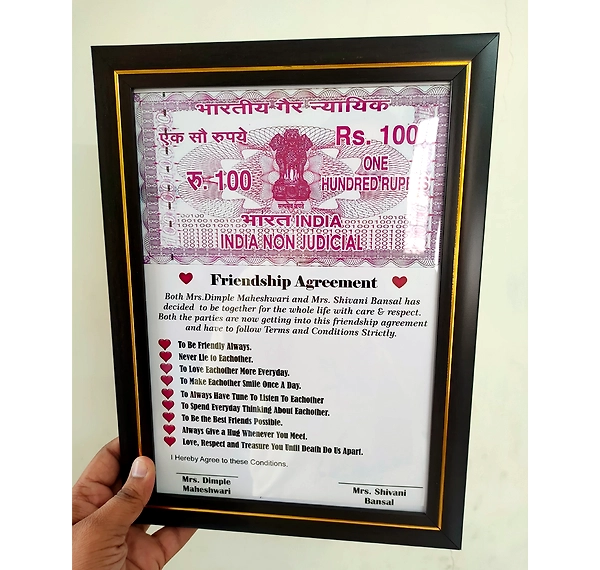 भारतीय गैर न्यायिक
एक सौ रुपये
Rs. 100
रु. 100
ONE
HUNDRED RUPEES
सत्यमेव जयते
भारत INDIA
INDIA NON JUDICIAL
Friendship Agreement
Both Mrs.Dimple Maheshwari and Mrs. Shivani Bansal has
decided to be together for the whole life with care & respect.
Both the parties are now getting into this friendship agreement
and have to follow Terms and Conditions Strictly.
To Be Friendly Always.
Never Lie to Eachother.
To Love Eachother More Everyday.
To Make Eachother Smile Once A Day.
To Always Have Tune To Listen To Eachother
To Spend Everyday Thinking About Eachother.
To Be the Best Friends Possible.
Always Give a Hug Whenever You Meet.
Love, Respect and Treasure You Until Death Do Us Apart.
I Hereby Agree to these Conditions.
Mrs. Dimple
Maheshwari
Mrs. Shivani
Bansal